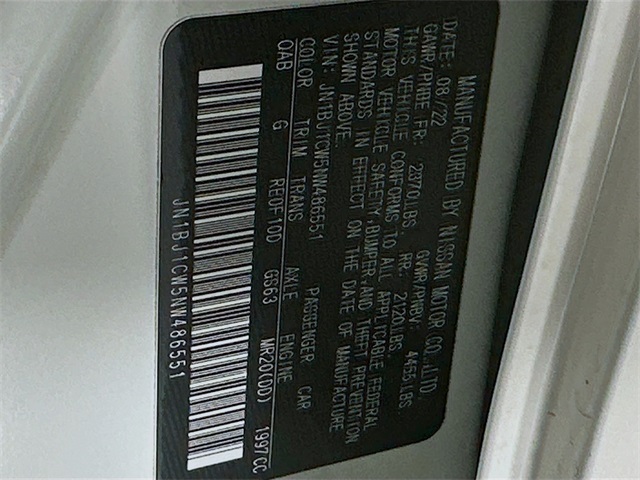 MANUFACTURED BY NISSAN MOTOR CO.,LTD.
DATE: 08/22 GVWR/PNBV: 4455LBS
GAWR/PNBE FR: 2370LBS. RR. 2120LBS.
THIS VEHICLE CONFORMS TO ALL APPLICABLE FEDERAL
MOTOR VEHICLE SAFETY,BUMPER,AND THEFT PREVENTION
STANDARDS IN EFFECT ON THE DATE OF MANUFACTURE
SHOWN ABOVE.
VIN: JN1BJ1CW5NW486551 PASSENGER CAR
COLOR TRIM TRANS AXLE ENGINE
QAB G RE0F10D GS63 MR20(DD) 1997CC
JN1BJ1CW5NW486551